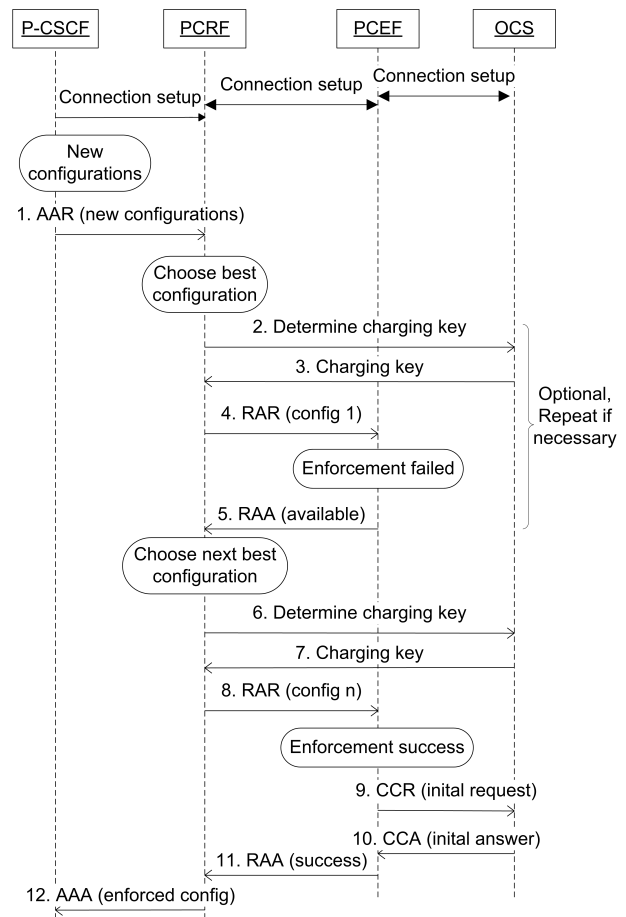 P-CSCF
PCRF
PCEF
OCS
Connection setup
Connection setup
Connection setup
New
configurations
1. AAR (new configurations)
Choose best
configuration
2. Determine charging key
3. Charging key
4. RAR (config 1)
Optional,
Repeat if
necessary
Enforcement failed
5. RAA (available)
Choose next best
configuration
6. Determine charging key
7. Charging key
8. RAR (config n)
Enforcement success
9. CCR (inital request)
10. CCA (inital answer)
11. RAA (success)
12. AAA (enforced config)